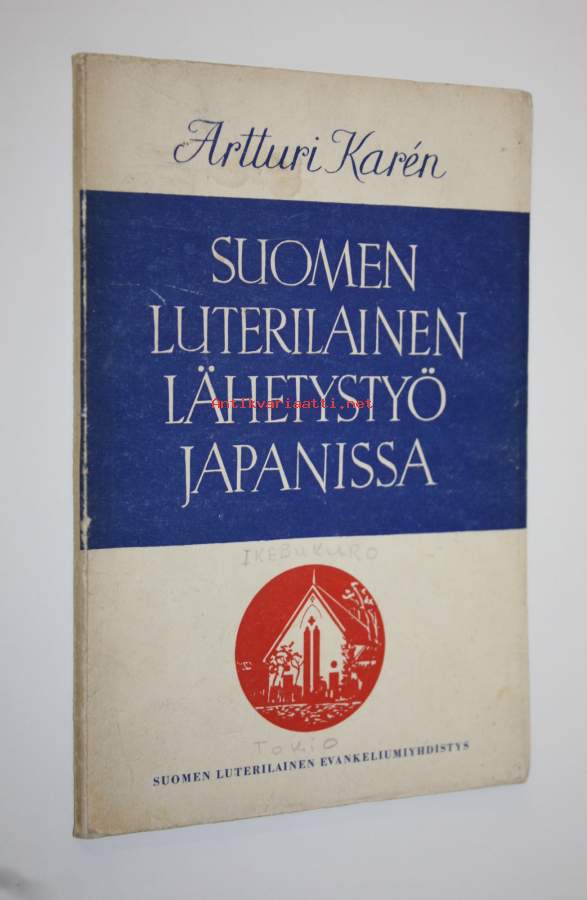 Artturi Karén
SUOMEN
LUTERILAINEN
LÄHETYSTYÖ
Antikvariaatti.net
JAPANISSA
IKEBUKURO
TOKIO
SUOMEN LUTERILAINEN EVANKELIUMIYHDISTYS